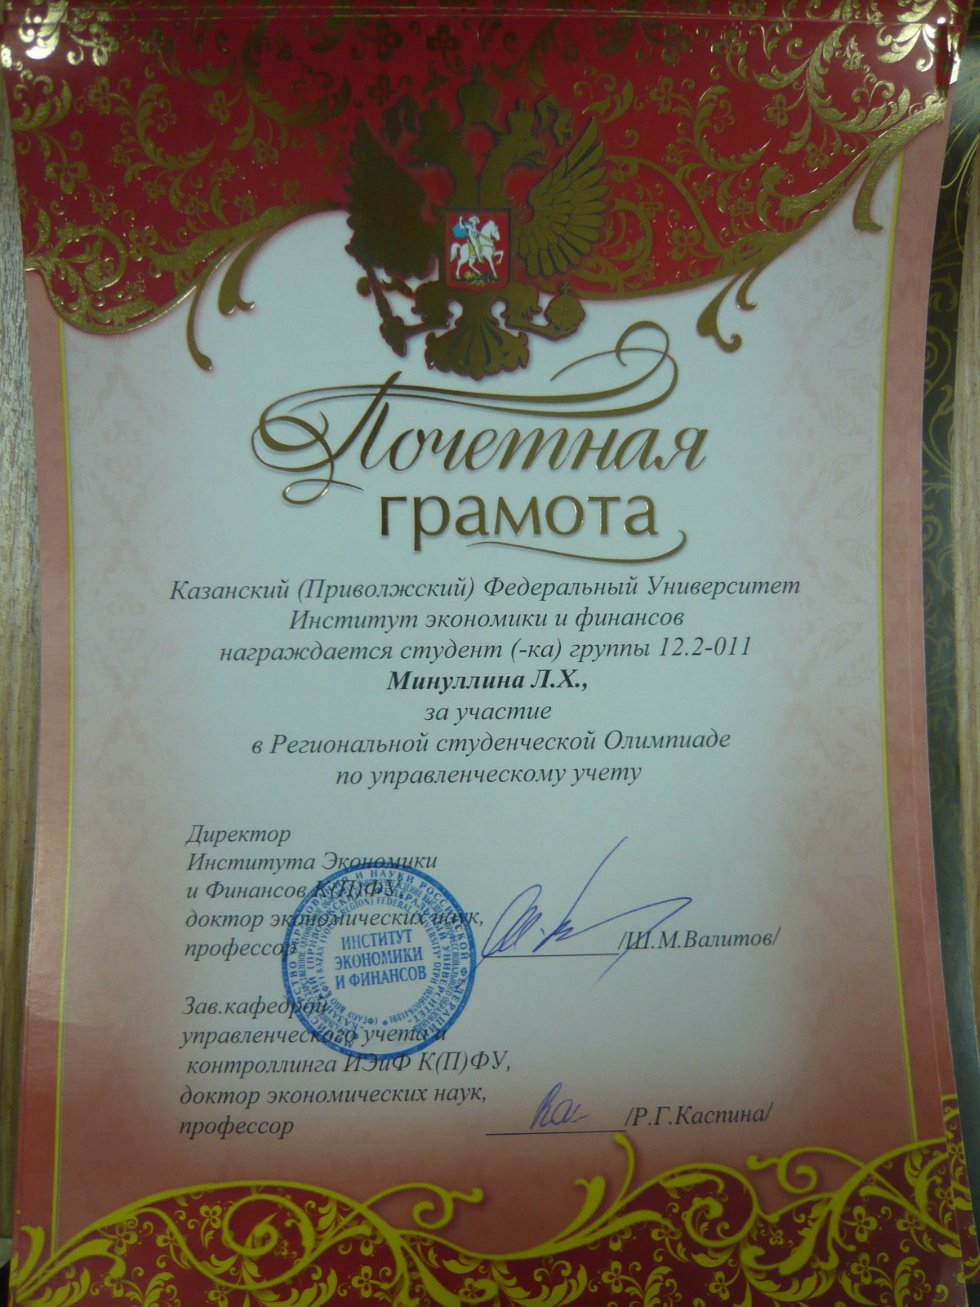 Почетная
грамота
Казанский (Приволжский) Федеральный Университет
Институт экономики и финансов
награждается студент (-ка) группы 12.2-011
Минуллина Л.Х.,
за участие
в Региональной студенческой Олимпиаде
по управленческому учету
Директор
Института Экономики
и Финансов К(П)ФУ,
доктор экономических наук,
профессор /Ш.М.Валитов/
ИНСТИТУТ
ЭКОНОМИКИ
И ФИНАНСОВ
Зав.кафедрой
управленческого учета и
контроллинга ИЭиФ К(П)ФУ,
доктор экономических наук,
профессор /Р.Г.Каспина/